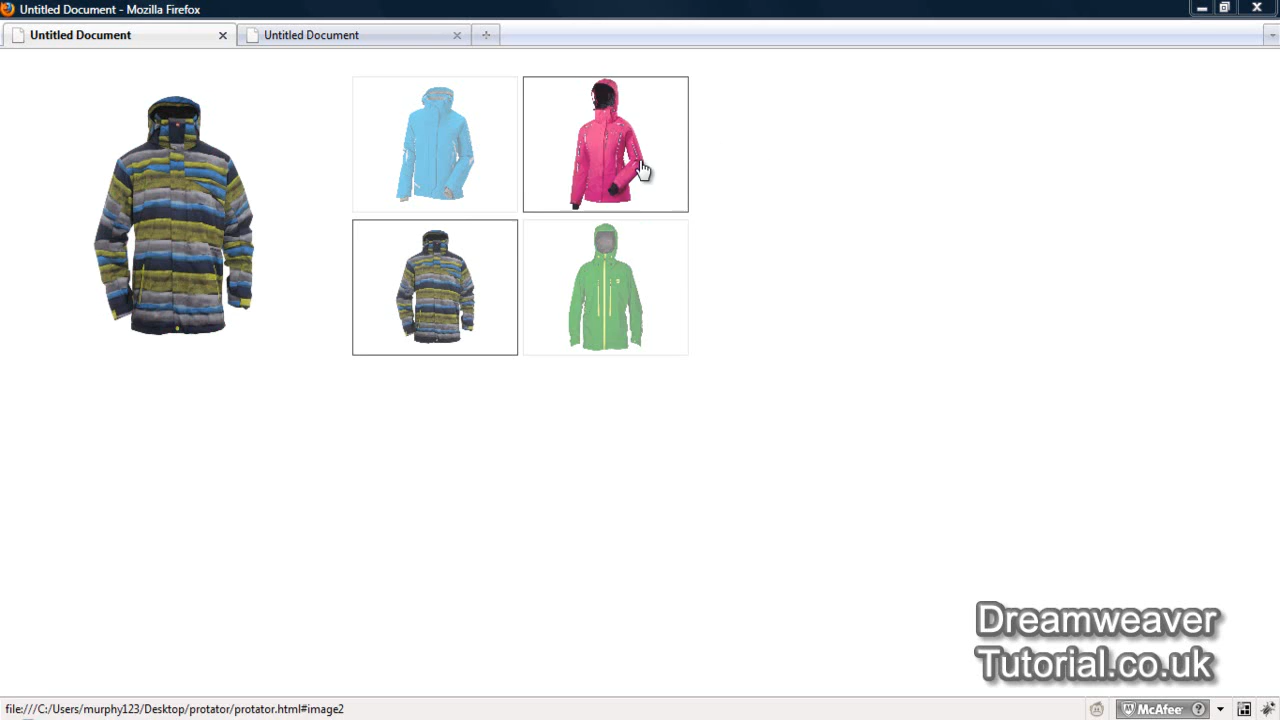 Untitled Document - Mozilla Firefox
Untitled Document
Untitled Document
Dreamweaver
Tutorial.co.uk
file:///C:/Users/murphy123/Desktop/protator/protator.html#image2
McAfee